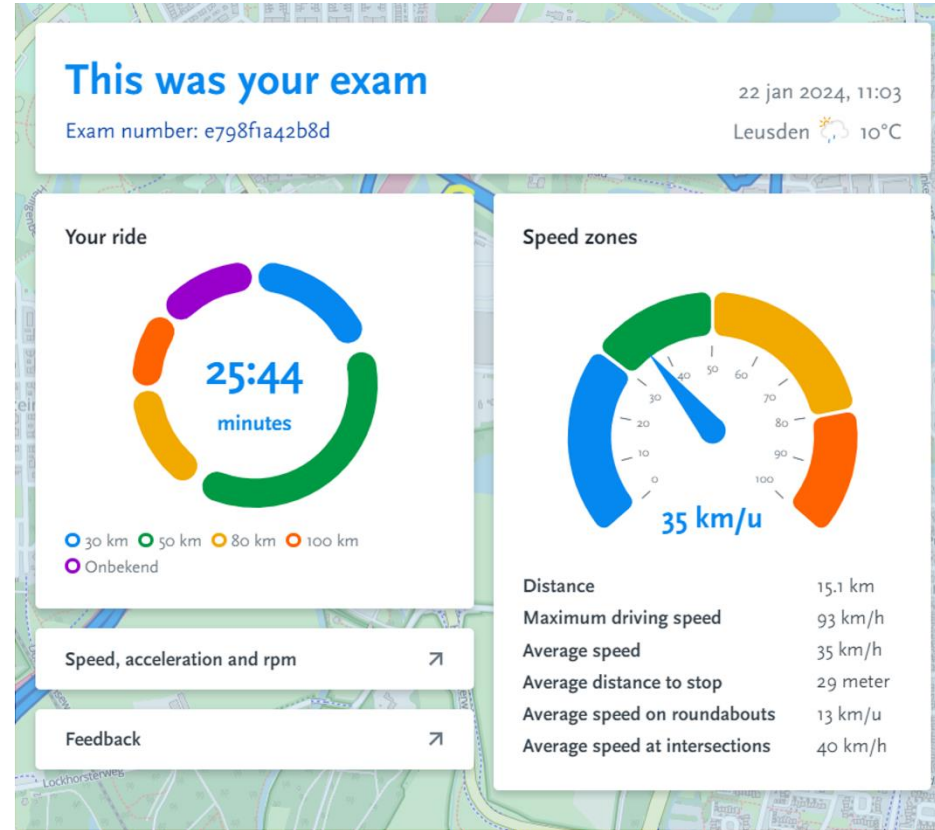 This was your exam
Exam number: e798f1a42b8d
22 jan 2024, 11:03
Leusden 10°C
Your ride
25:44
minutes
30 km 50 km 80 km 100 km
Onbekend
Speed, acceleration and rpm
Feedback
Speed zones
0
10
20
30
40
50
60
70
80
90
100
35 km/u
Distance 15.1 km
Maximum driving speed 93 km/h
Average speed 35 km/h
Average distance to stop 29 meter
Average speed on roundabouts 13 km/u
Average speed at intersections 40 km/h
Lockhorsterweg